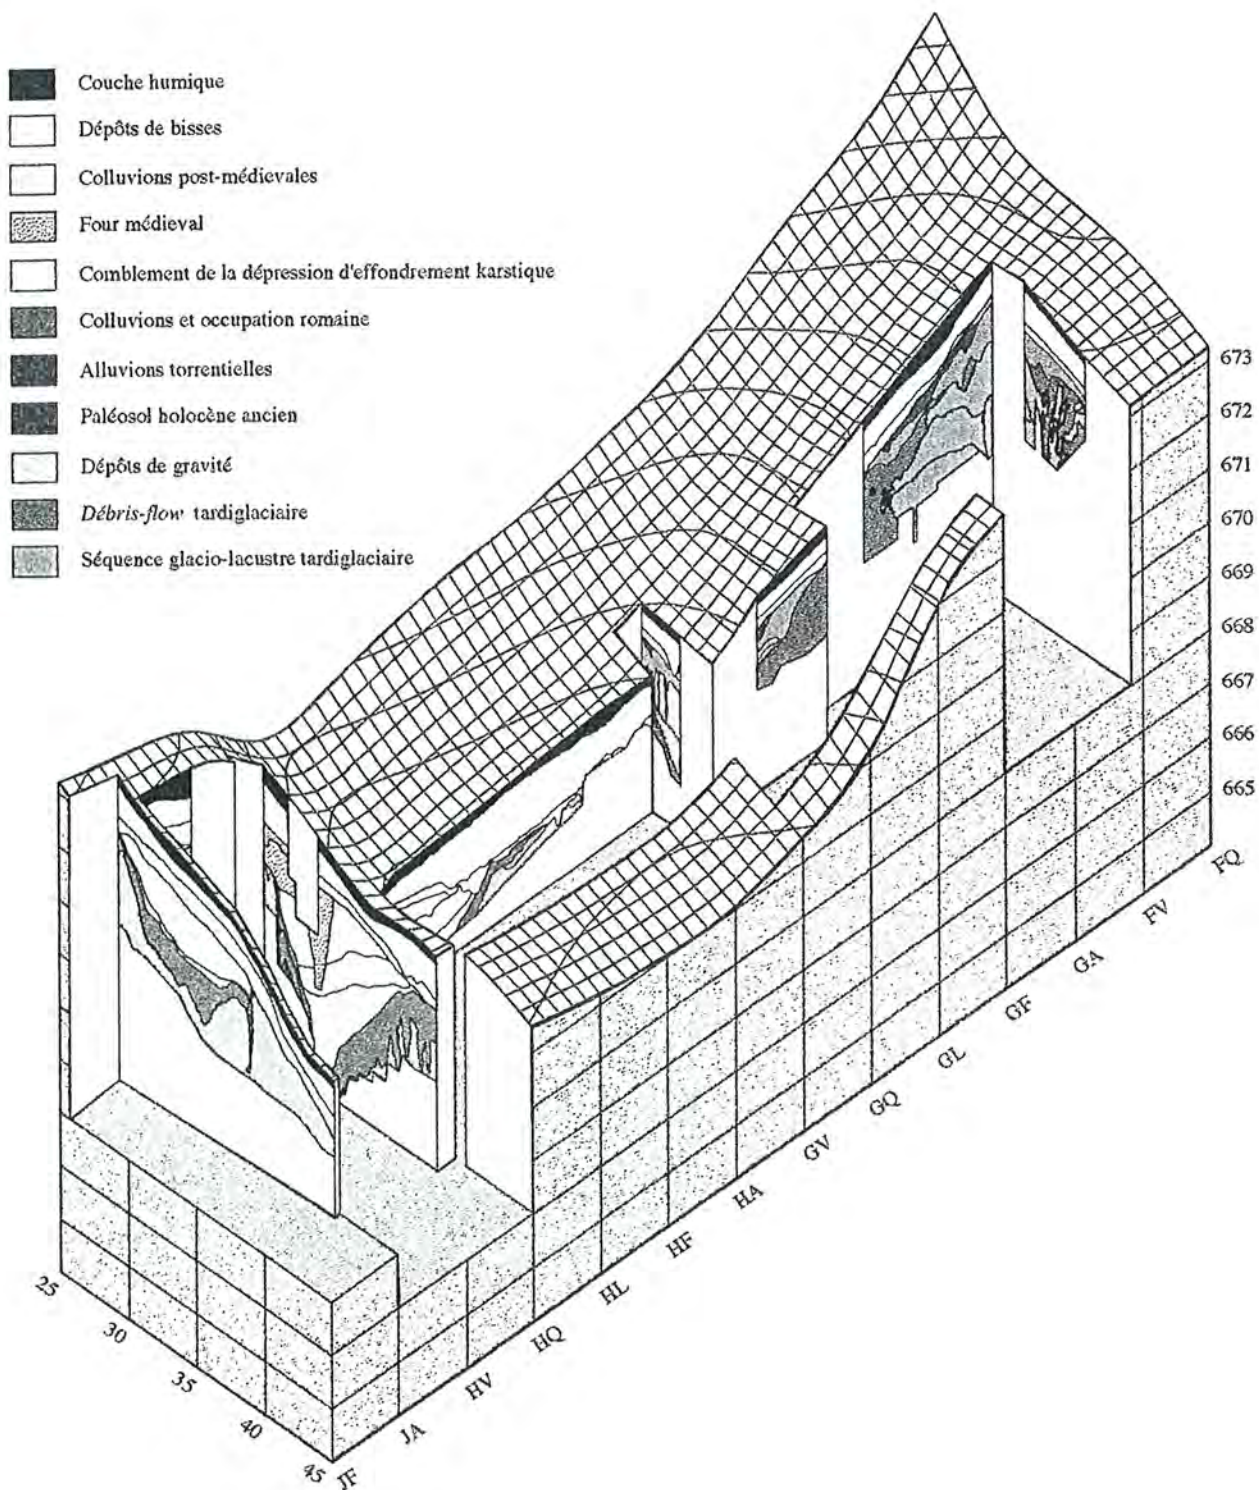 Couche humique
Dépôts de bisses
Colluvions post-médievales
Four médieval
Comblement de la dépression d'effondrement karstique
Colluvions et occupation romaine
Alluvions torrentielles
Paléosol holocène ancien
Dépôts de gravité
Débris-flow tardiglaciaire
Séquence glacio-lacustre tardiglaciaire
673
672
671
670
669
668
667
666
665
FQ
FV
GA
GF
GL
GQ
GV
HA
HF
HL
HQ
HV
JA
JF
25
30
35
40
45